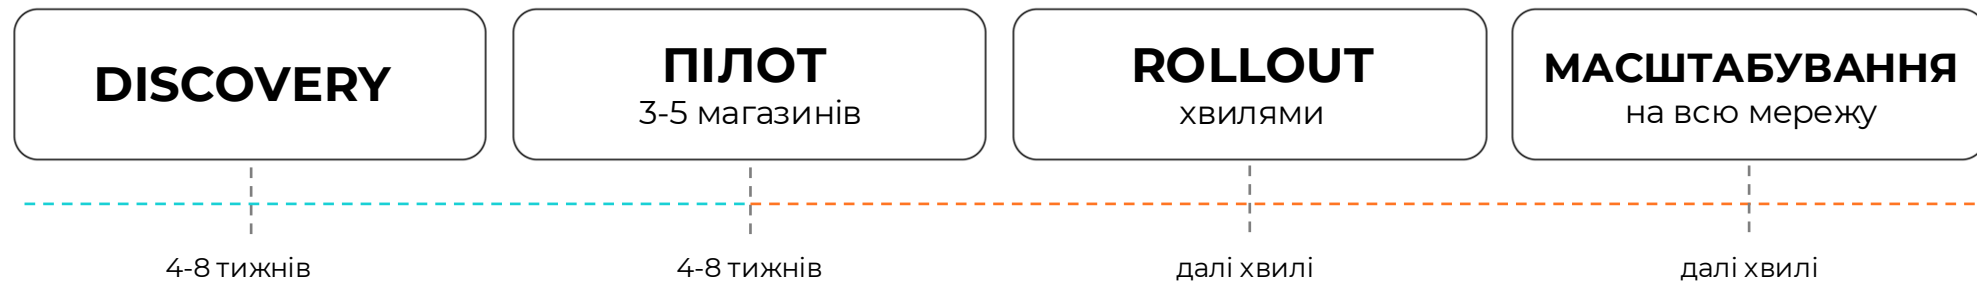 DISCOVERY
ПІЛОТ
3-5 магазинів
ROLLOUT
хвилями
МАСШТАБУВАННЯ
на всю мережу
4-8 тижнів
4-8 тижнів
далі хвилі
далі хвилі